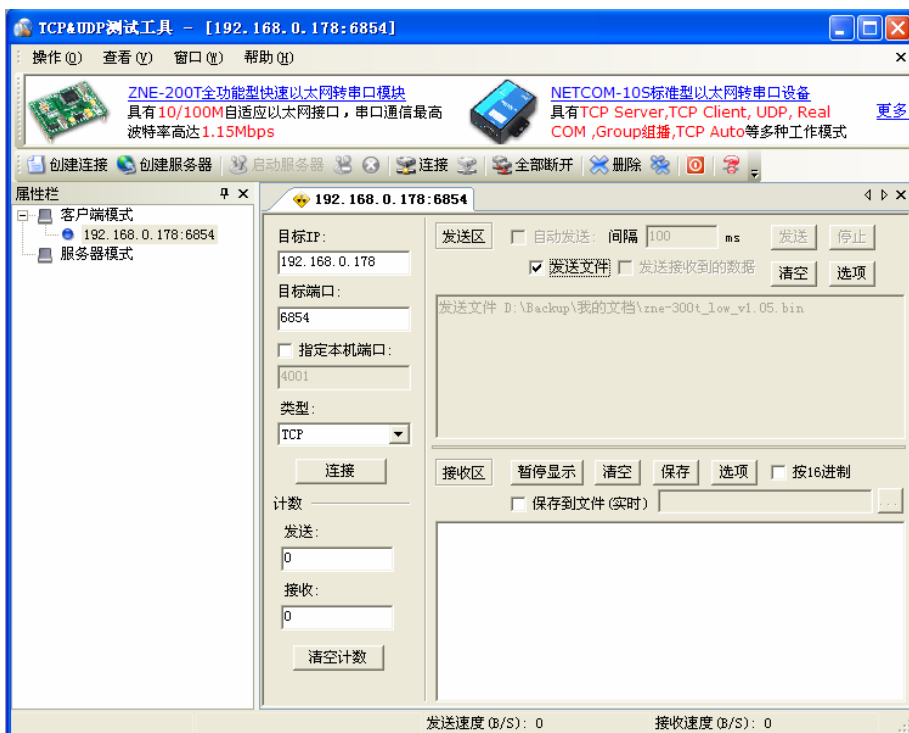 TCP&UDP测试工具 - [192.168.0.178:6854]
操作(O) 查看(V) 窗口(W) 帮助(H)
ZNE-200T全功能型快速以太网转串口模块
具有10/100M自适应以太网接口，串口通信最高
波特率高达1.15Mbps
NETCOM-10S标准型以太网转串口设备
具有TCP Server,TCP Client, UDP, Real
COM ,Group组播,TCP Auto等多种工作模式
更多
创建连接 创建服务器 启动服务器 连接 全部断开 删除
属性栏
客户端模式
192.168.0.178:6854
服务器模式
192.168.0.178:6854
目标IP:
192.168.0.178
目标端口:
6854
指定本机端口:
4001
类型:
TCP
连接
计数
发送:
0
接收:
0
清空计数
发送区 自动发送: 间隔 100 ms 发送 停止
发送文件 发送接收到的数据 清空 选项
发送文件 D:\Backup\我的文档\zne-300t_low_v1.05.bin
接收区 暂停显示 清空 保存 选项 按16进制
保存到文件(实时) ...
发送速度(B/S): 0 接收速度(B/S): 0